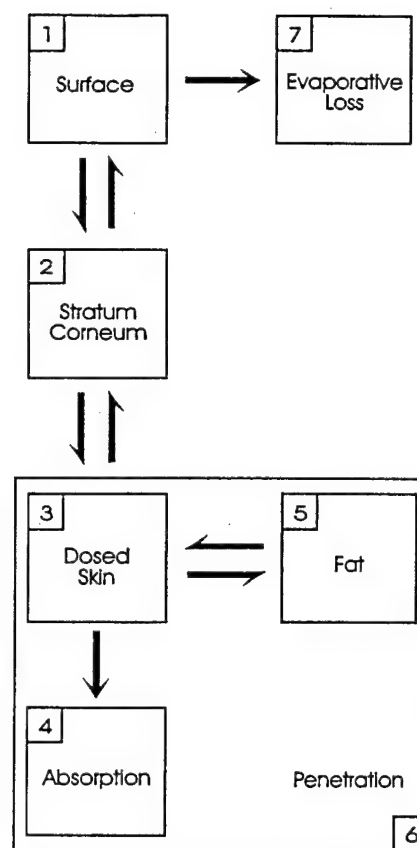 1
Surface
7
Evaporative
Loss
2
Stratum
Corneum
3
Dosed
Skin
5
Fat
4
Absorption
Penetration
6